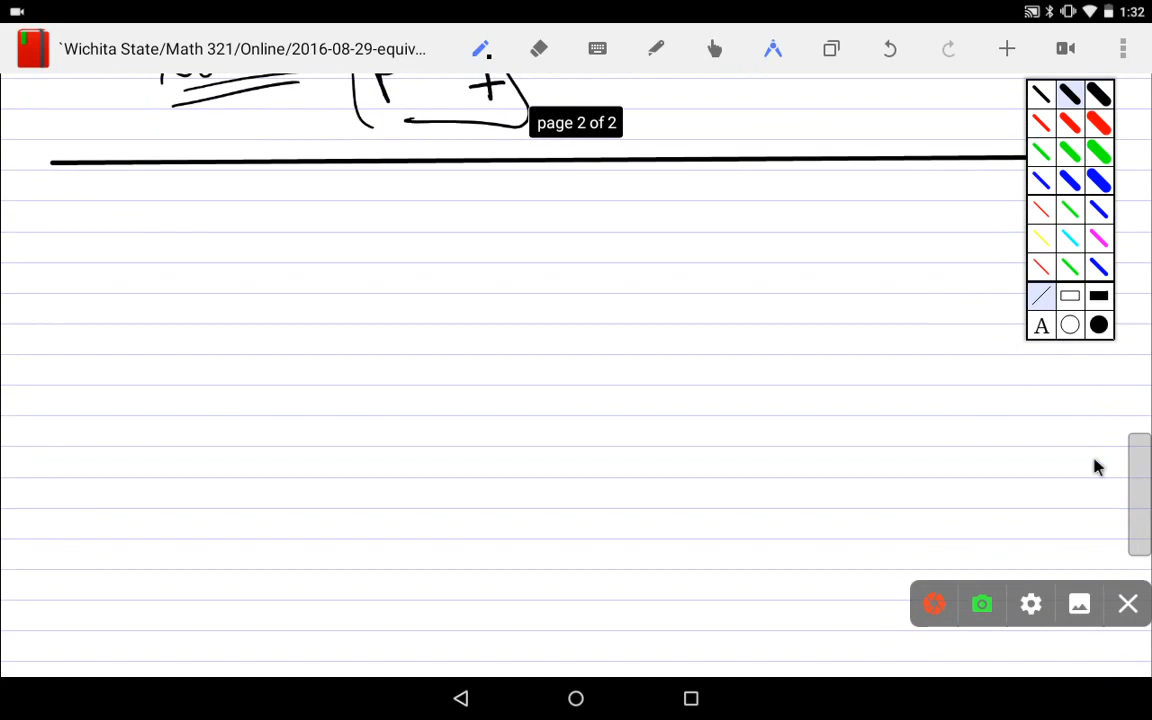 1:32
`Wichita State/Math 321/Online/2016-08-29-equiv...
page 2 of 2
A